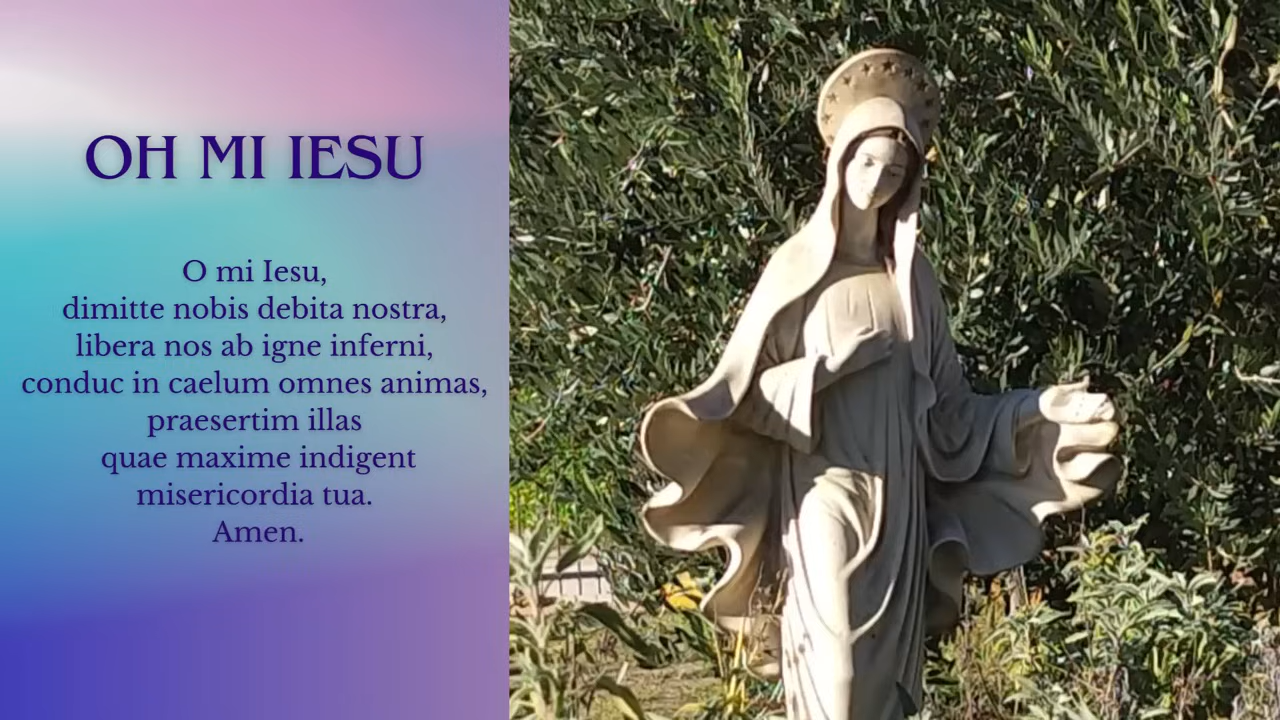 OH MI IESU
O mi Iesu,
dimitte nobis debita nostra,
libera nos ab igne inferni,
conduc in caelum omnes animas,
praesertim illas
quae maxime indigent
misericordia tua.
Amen.